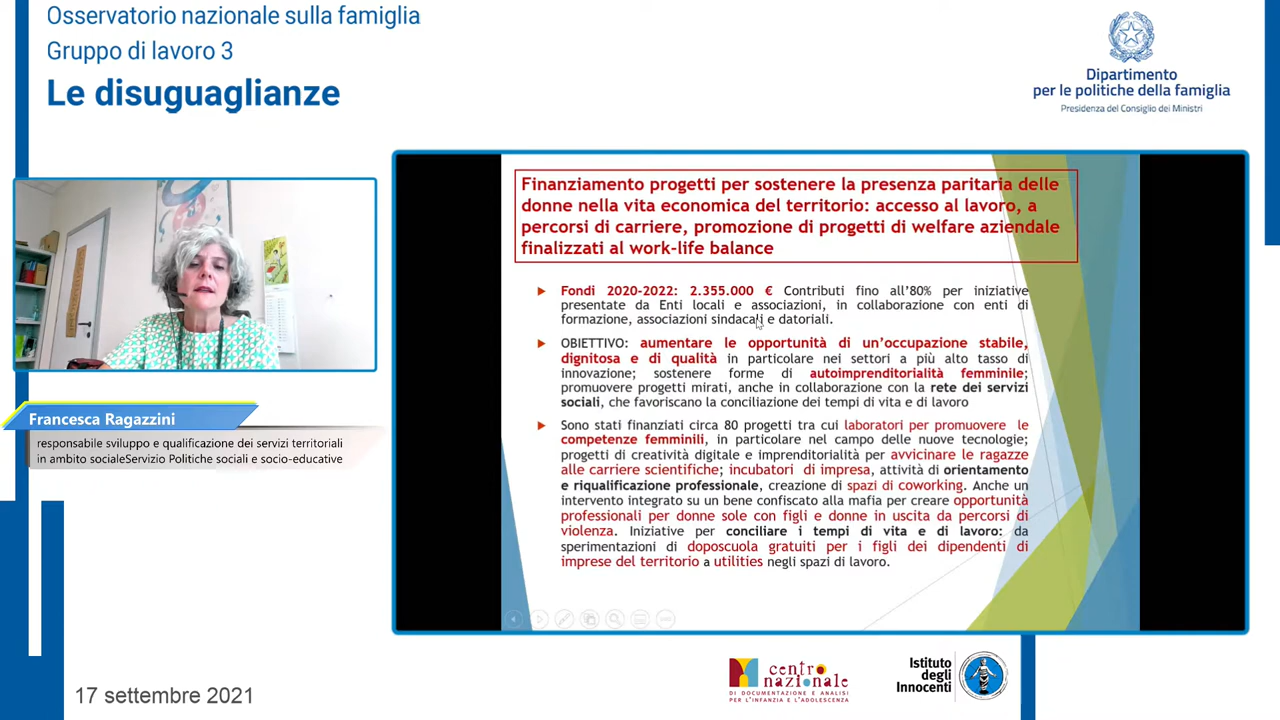 Osservatorio nazionale sulla famiglia
Gruppo di lavoro 3
Le disuguaglianze
Dipartimento
per le politiche della famiglia
Presidenza del Consiglio dei Ministri
Finanziamento progetti per sostenere la presenza paritaria delle
donne nella vita economica del territorio: accesso al lavoro, a
percorsi di carriere, promozione di progetti di welfare aziendale
finalizzati al work-life balance
Fondi 2020-2022: 2.355.000 € Contributi fino all'80% per iniziative
presentate da Enti locali e associazioni, in collaborazione con enti di
formazione, associazioni sindacali e datoriali.
OBIETTIVO: aumentare le opportunità di un'occupazione stabile,
dignitosa e di qualità in particolare nei settori a più alto tasso di
innovazione; sostenere forme di autoimprenditorialità femminile;
promuovere progetti mirati, anche in collaborazione con la rete dei servizi
sociali, che favoriscano la conciliazione dei tempi di vita e di lavoro
Sono stati finanziati circa 80 progetti tra cui laboratori per promuovere le
competenze femminili, in particolare nel campo delle nuove tecnologie;
progetti di creatività digitale e imprenditorialità per avvicinare le ragazze
alle carriere scientifiche; incubatori di impresa, attività di orientamento
e riqualificazione professionale, creazione di spazi di coworking. Anche un
intervento integrato su un bene confiscato alla mafia per creare opportunità
professionali per donne sole con figli e donne in uscita da percorsi di
violenza. Iniziative per conciliare i tempi di vita e di lavoro: da
sperimentazioni di doposcuola gratuiti per i figli dei dipendenti di
imprese del territorio a utilities negli spazi di lavoro.
Francesca Ragazzini
responsabile sviluppo e qualificazione dei servizi territoriali
in ambito socialeServizio Politiche sociali e socio-educative
17 settembre 2021
centro
nazionale
DI DOCUMENTAZIONE E ANALISI
PER L'INFANZIA E L'ADOLESCENZA
Istituto
degli
Innocenti